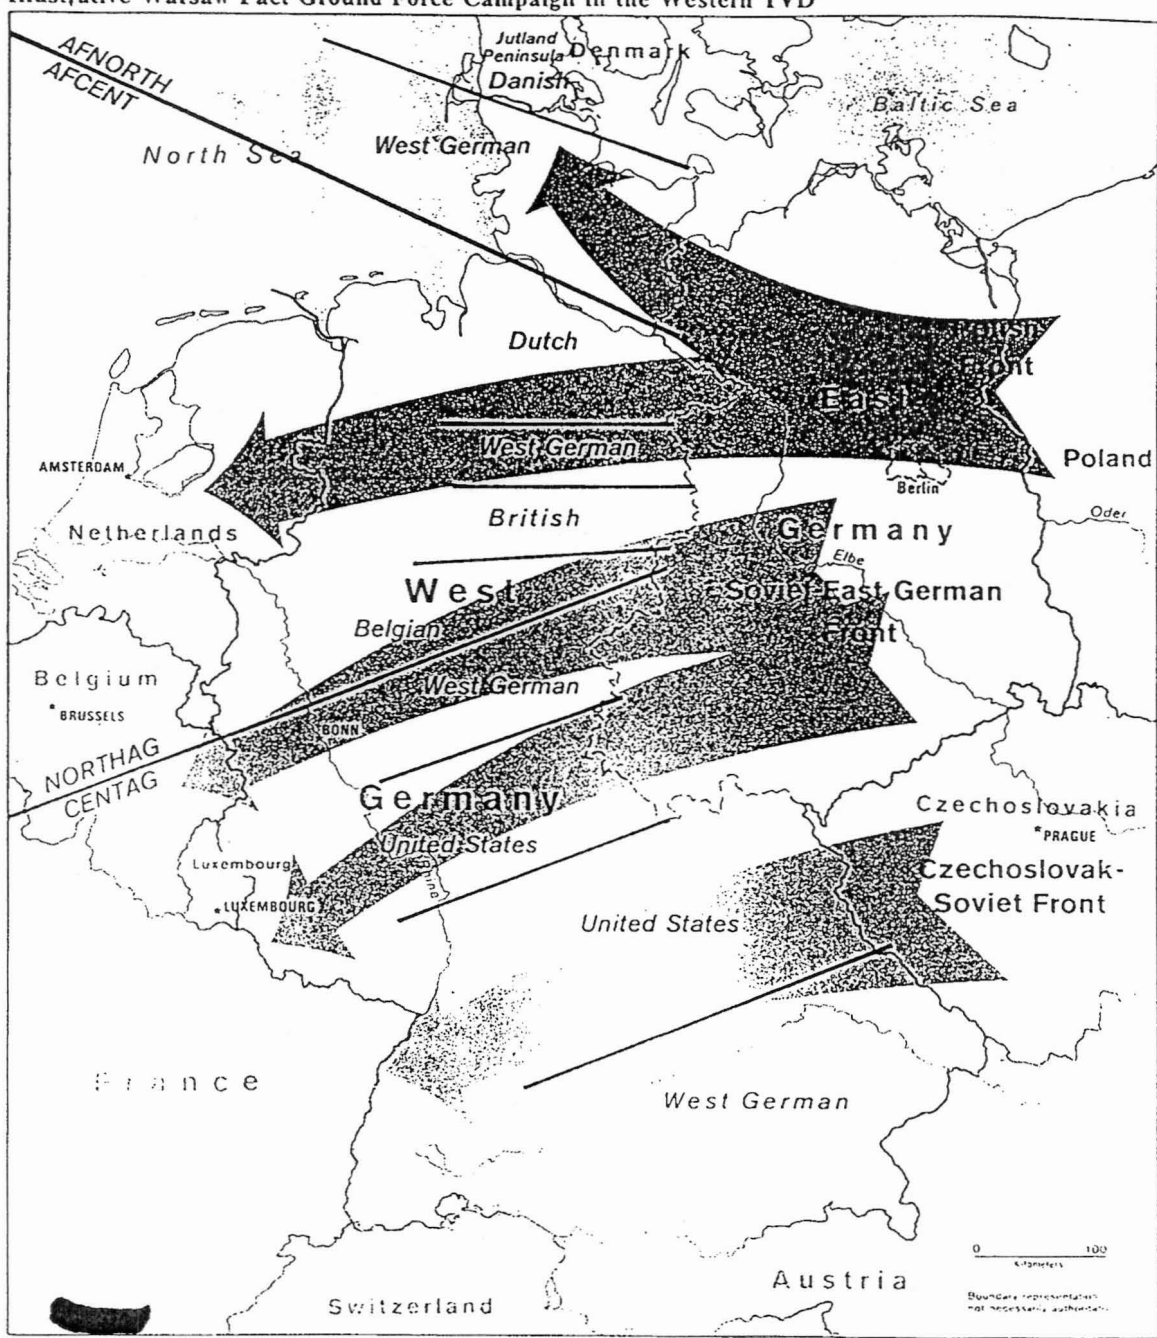 Illustrative Warsaw Pact Ground Force Campaign in the Western TVD
AFNORTH
AFCENT
Jutland
Peninsula
Denmark
Danish
Baltic Sea
North Sea
West German
Dutch
Polish
Front
East
West German
AMSTERDAM
Poland
Berlin
British
Oder
Netherlands
Germany
Elbe
West
Soviet-East German
Front
Belgian
Belgium
West German
BRUSSELS
BONN
NORTHAG
CENTAG
Germany
Czechoslovakia
PRAGUE
United States
Luxembourg
Czechoslovak-
Soviet Front
LUXEMBOURG
United States
France
West German
0 100
Kilometers
Austria
Boundary representation
not necessarily
Switzerland